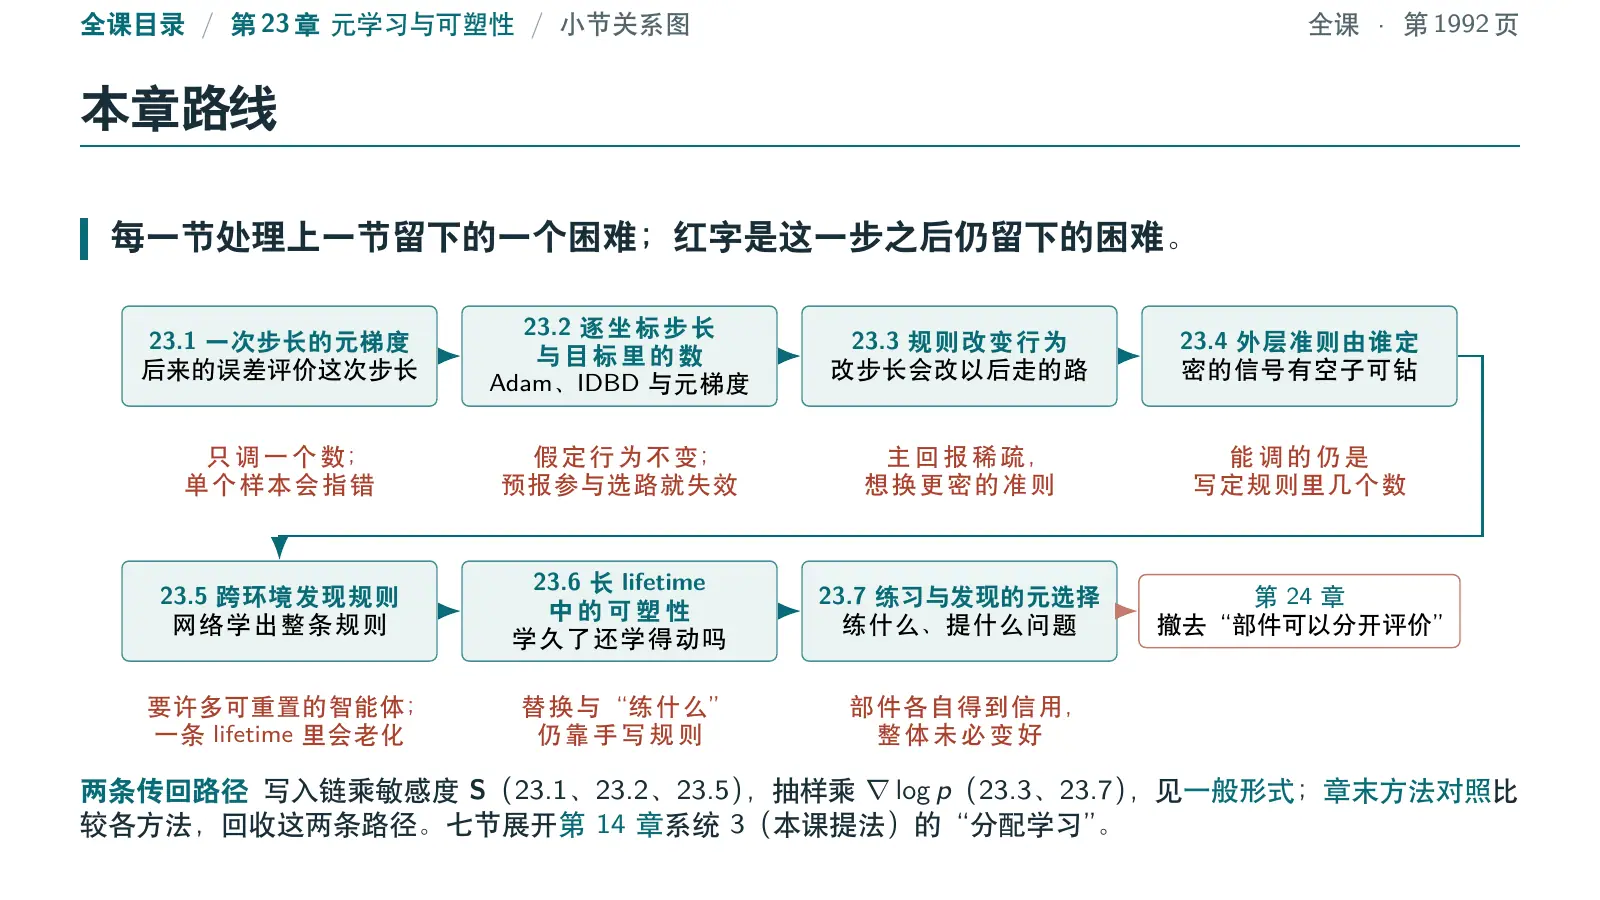 全课目录 / 第 23 章 元学习与可塑性 / 小节关系图
全课 · 第 1992 页
本章路线
每一节处理上一节留下的一个困难；红字是这一步之后仍留下的困难。
23.1 一次步长的元梯度
后来的误差评价这次步长
23.2 逐坐标步长
与目标里的数
Adam、IDBD 与元梯度
23.3 规则改变行为
改步长会改以后走的路
23.4 外层准则由谁定
密的信号有空子可钻
只调一个数；
单个样本会指错
假定行为不变；
预报参与选路就失效
主回报稀疏，
想换更密的准则
能调的仍是
写定规则里几个数
23.5 跨环境发现规则
网络学出整条规则
23.6 长 lifetime
中的可塑性
学久了还学得动吗
23.7 练习与发现的元选择
练什么、提什么问题
第 24 章
撤去“部件可以分开评价”
要许多可重置的智能体；
一条 lifetime 里会老化
替换与“练什么”
仍靠手写规则
部件各自得到信用，
整体未必变好
两条传回路径 写入链乘敏感度 S（23.1、23.2、23.5），抽样乘 ∇ log p（23.3、23.7），见一般形式；章末方法对照比
较各方法，回收这两条路径。七节展开第 14 章系统 3（本课提法）的“分配学习”。